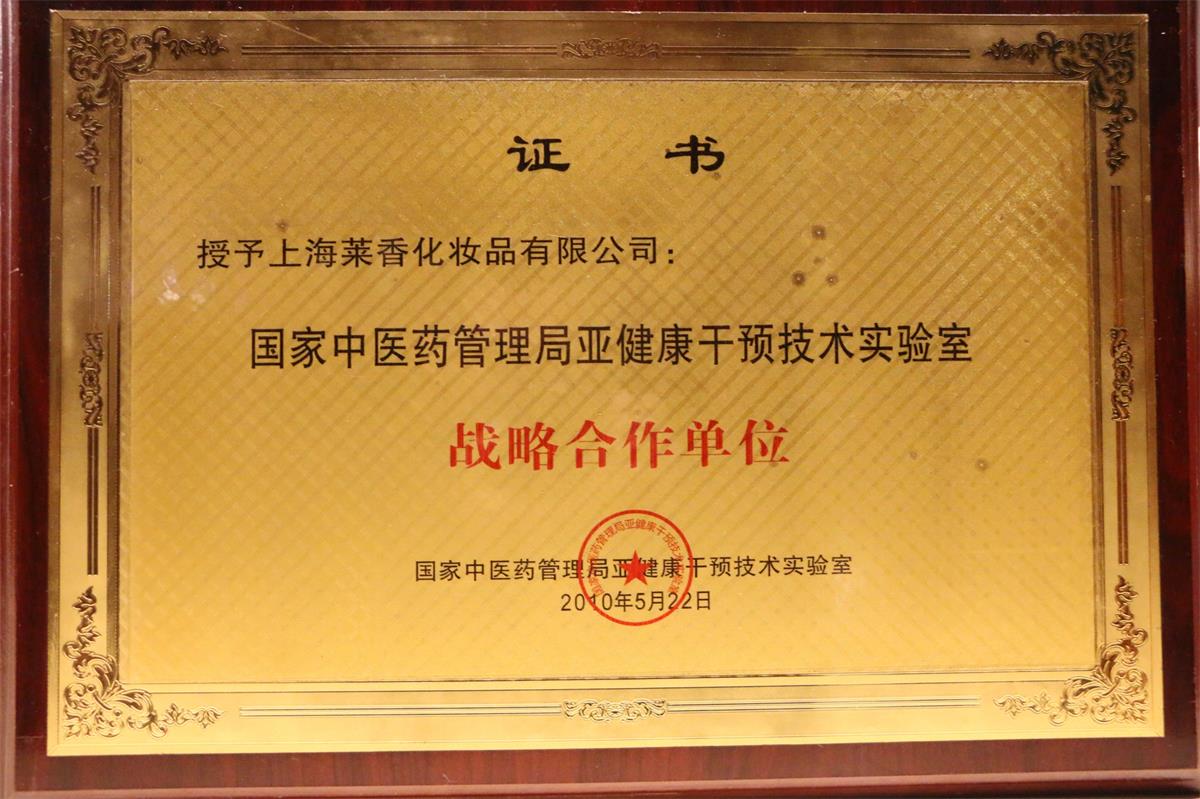 证 书
授予上海莱香化妆品有限公司：
国家中医药管理局亚健康干预技术实验室
战略合作单位
国家中医药管理局亚健康干预技术实验室
2010年5月22日